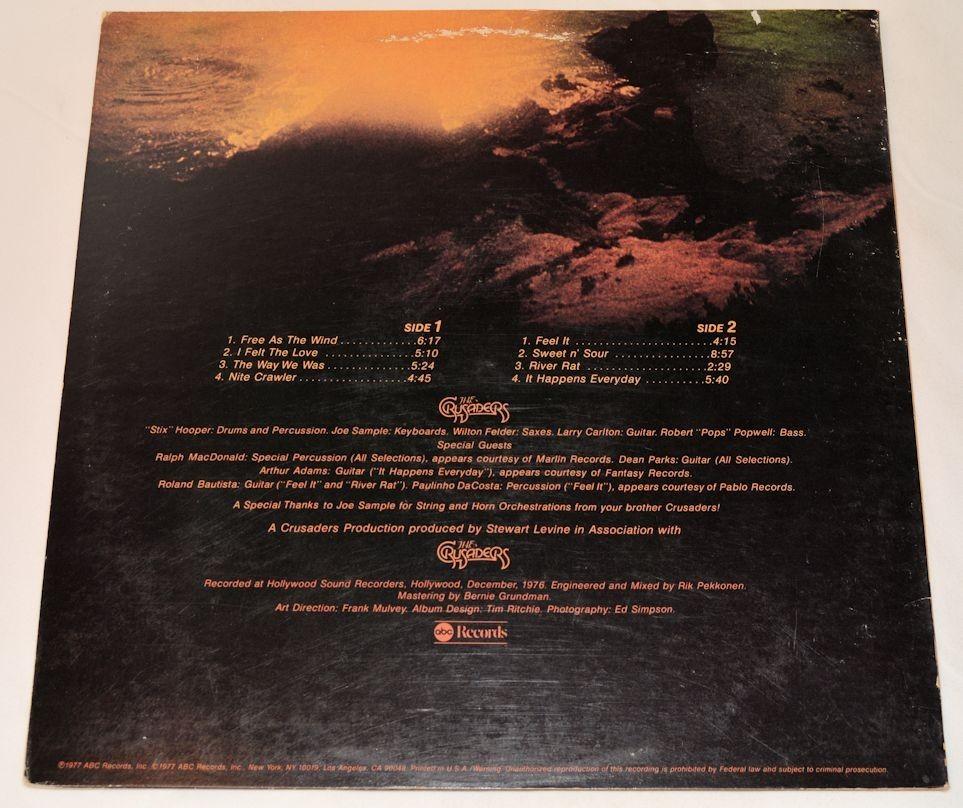 SIDE 1
1. Free As The Wind............6:17
2. I Felt The Love ............5:10
3. The Way We Was............5:24
4. Nite Crawler...............4:45
SIDE 2
1. Feel It ......................4:15
2. Sweet n' Sour ..............8:57
3. River Rat ...................2:29
4. It Happens Everyday .........5:40
THE CRUSADERS
"Stix" Hooper: Drums and Percussion. Joe Sample: Keyboards. Wilton Felder: Saxes. Larry Carlton: Guitar. Robert "Pops" Popwell: Bass.
Special Guests
Ralph MacDonald: Special Percussion (All Selections), appears courtesy of Marlin Records. Dean Parks: Guitar (All Selections).
Arthur Adams: Guitar ("It Happens Everyday"), appears courtesy of Fantasy Records.
Roland Bautista: Guitar ("Feel It" and "River Rat"). Paulinho DaCosta: Percussion ("Feel It"), appears courtesy of Pablo Records.
A Special Thanks to Joe Sample for String and Horn Orchestrations from your brother Crusaders!
A Crusaders Production produced by Stewart Levine in Association with
THE CRUSADERS
Recorded at Hollywood Sound Recorders, Hollywood, December, 1976. Engineered and Mixed by Rik Pekkonen.
Mastering by Bernie Grundman.
Art Direction: Frank Mulvey. Album Design: Tim Ritchie. Photography: Ed Simpson.
abc Records
℗1977 ABC Records, Inc. ©1977 ABC Records, Inc., New York, NY 10019, Los Angeles, CA 90048. Printed in U.S.A./Warning: Unauthorized reproduction of this recording is prohibited by Federal law and subject to criminal prosecution.